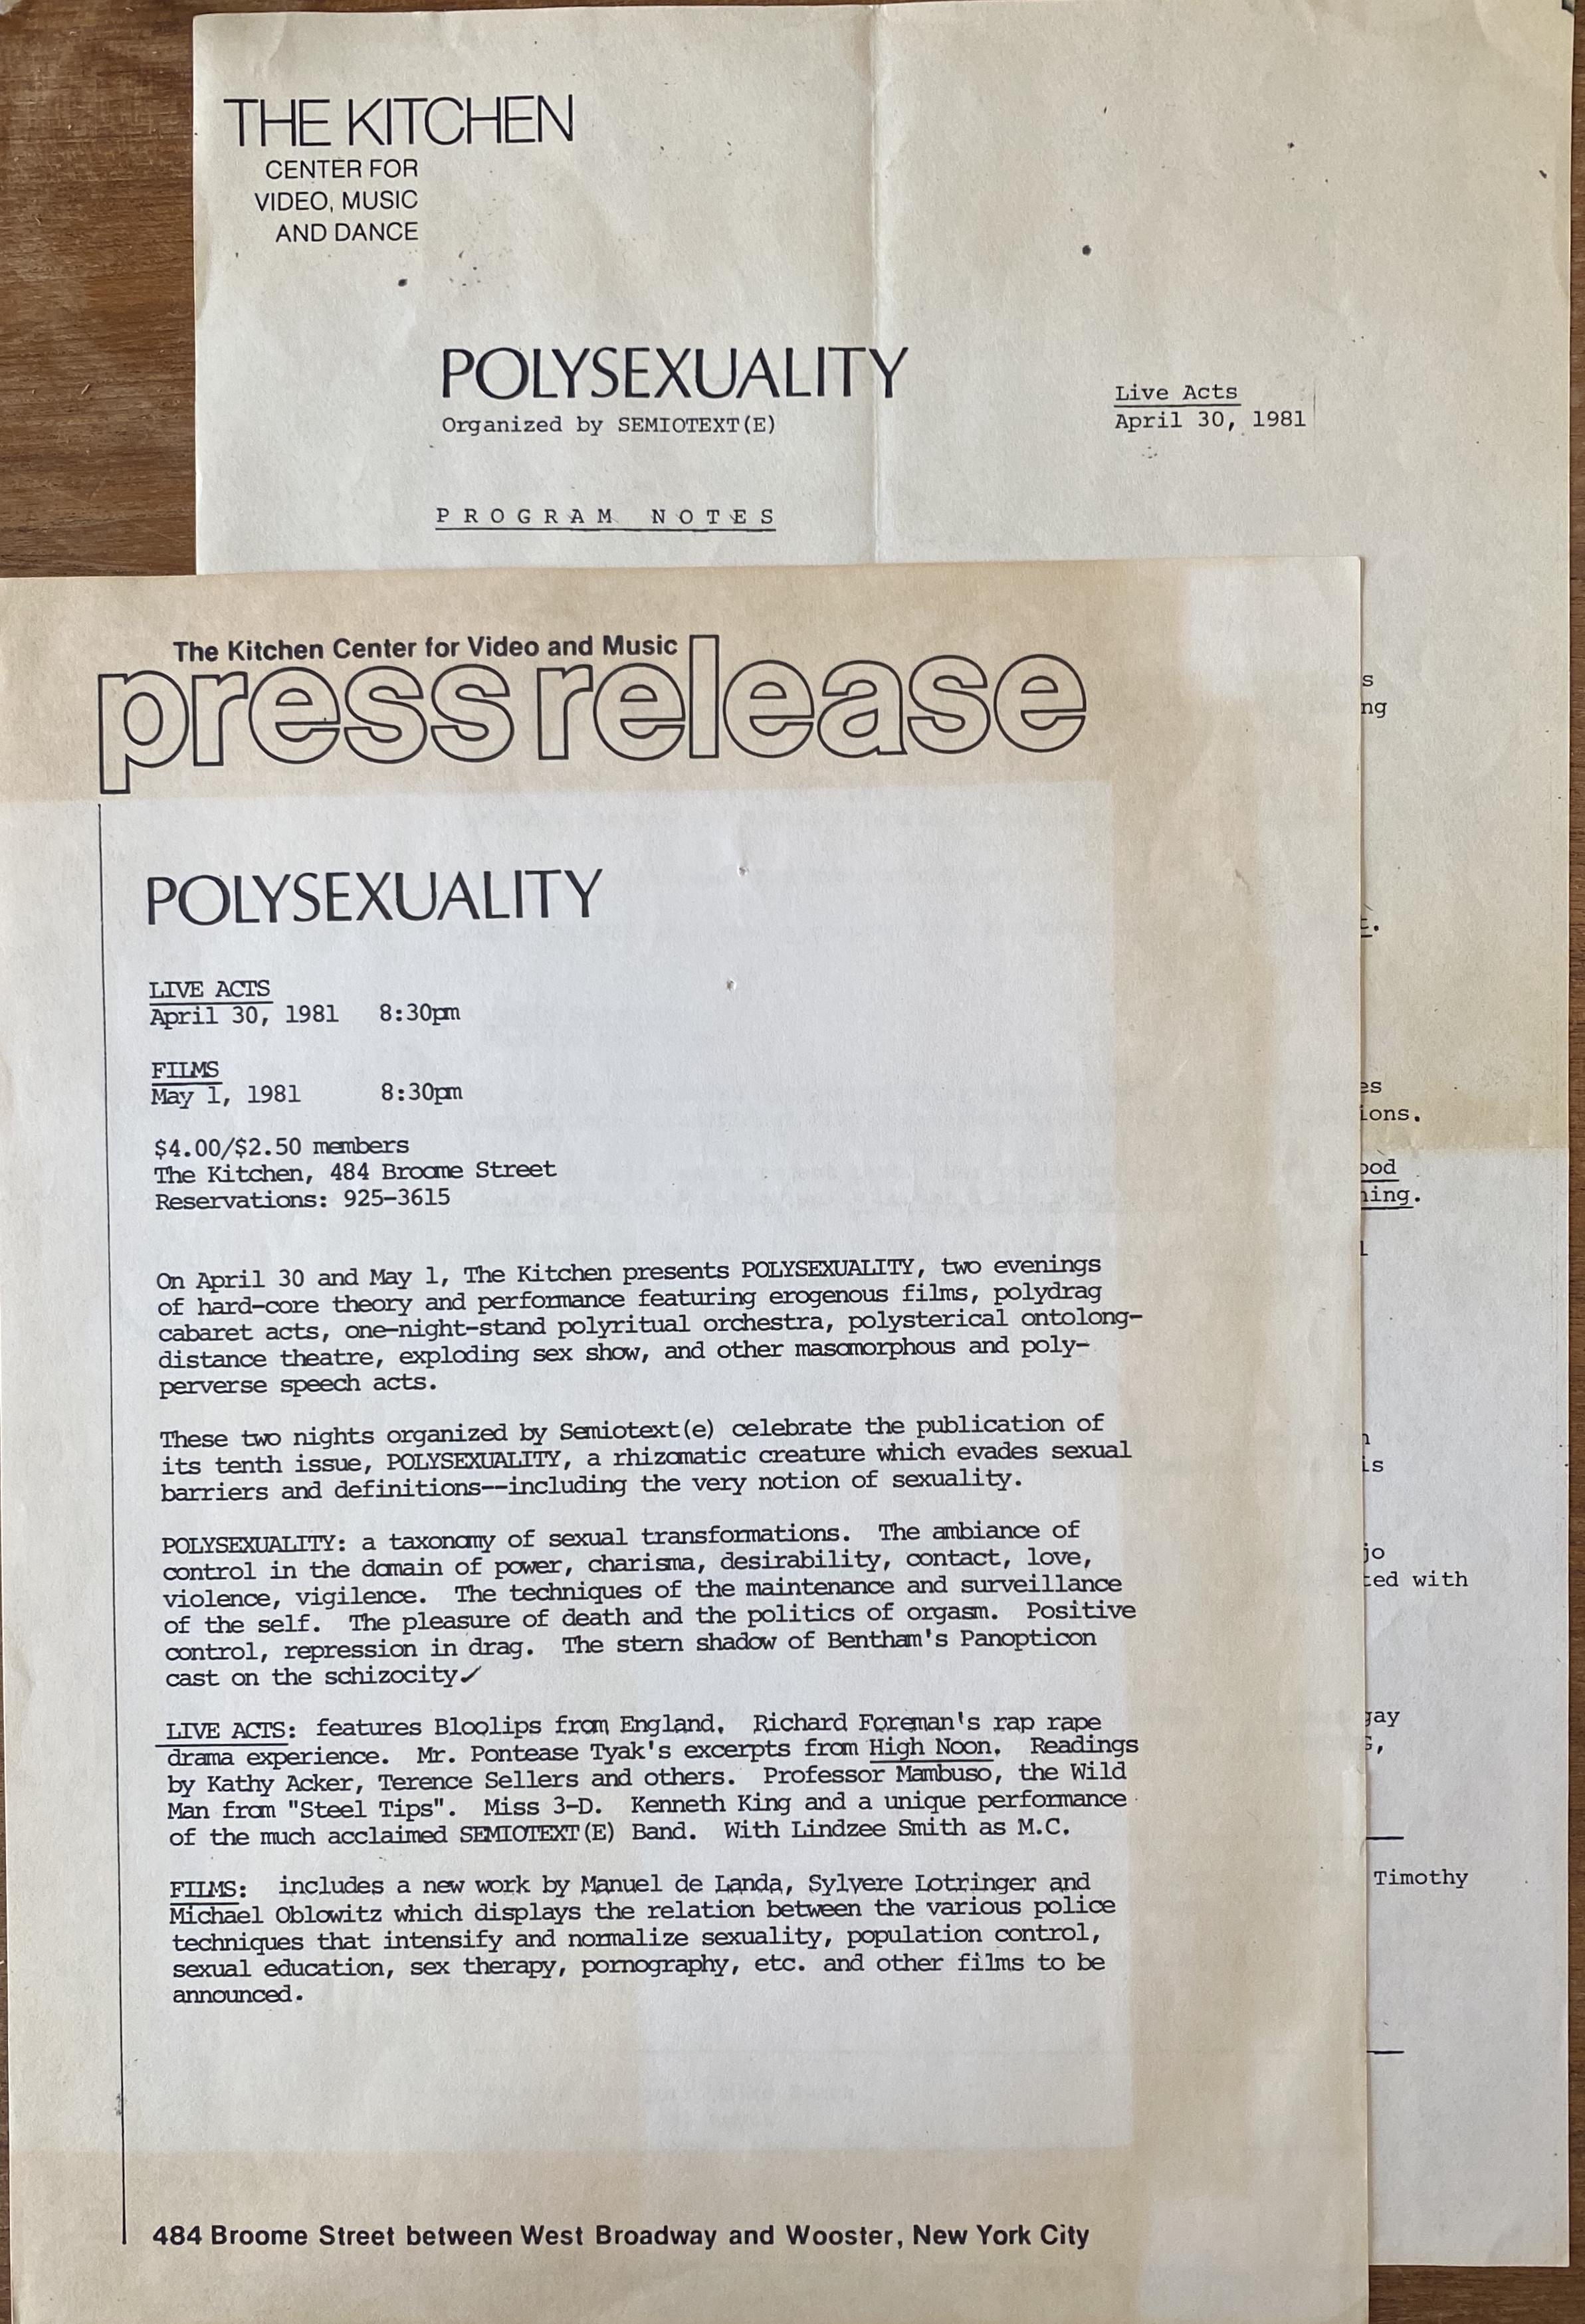 THE KITCHEN
CENTER FOR
VIDEO, MUSIC
AND DANCE
POLYSEXUALITY
Organized by SEMIOTEXT(E)
Live Acts
April 30, 1981
PROGRAM NOTES
The Kitchen Center for Video and Music
press release
POLYSEXUALITY
LIVE ACTS
April 30, 1981 8:30pm
FILMS
May 1, 1981 8:30pm
$4.00/$2.50 members
The Kitchen, 484 Broome Street
Reservations: 925-3615
On April 30 and May 1, The Kitchen presents POLYSEXUALITY, two evenings
of hard-core theory and performance featuring erogenous films, polydrag
cabaret acts, one-night-stand polyritual orchestra, polysterical ontolong-
distance theatre, exploding sex show, and other masomorphous and poly-
perverse speech acts.
These two nights organized by Semiotext(e) celebrate the publication of
its tenth issue, POLYSEXUALITY, a rhizomatic creature which evades sexual
barriers and definitions--including the very notion of sexuality.
POLYSEXUALITY: a taxonomy of sexual transformations. The ambiance of
control in the domain of power, charisma, desirability, contact, love,
violence, vigilence. The techniques of the maintenance and surveillance
of the self. The pleasure of death and the politics of orgasm. Positive
control, repression in drag. The stern shadow of Bentham's Panopticon
cast on the schizocity
LIVE ACTS: features Bloolips from England. Richard Foreman's rap rape
drama experience. Mr. Pontease Tyak's excerpts from High Noon. Readings
by Kathy Acker, Terence Sellers and others. Professor Mambuso, the Wild
Man from "Steel Tips". Miss 3-D. Kenneth King and a unique performance
of the much acclaimed SEMIOTEXT(E) Band. With Lindzee Smith as M.C.
FILMS: includes a new work by Manuel de Landa, Sylvere Lotringer and
Michael Oblowitz which displays the relation between the various police
techniques that intensify and normalize sexuality, population control,
sexual education, sex therapy, pornography, etc. and other films to be
announced.
484 Broome Street between West Broadway and Wooster, New York City
s
ng
t.
es
ions.
ood
ning.
is
jo
ted with
gay
Timothy